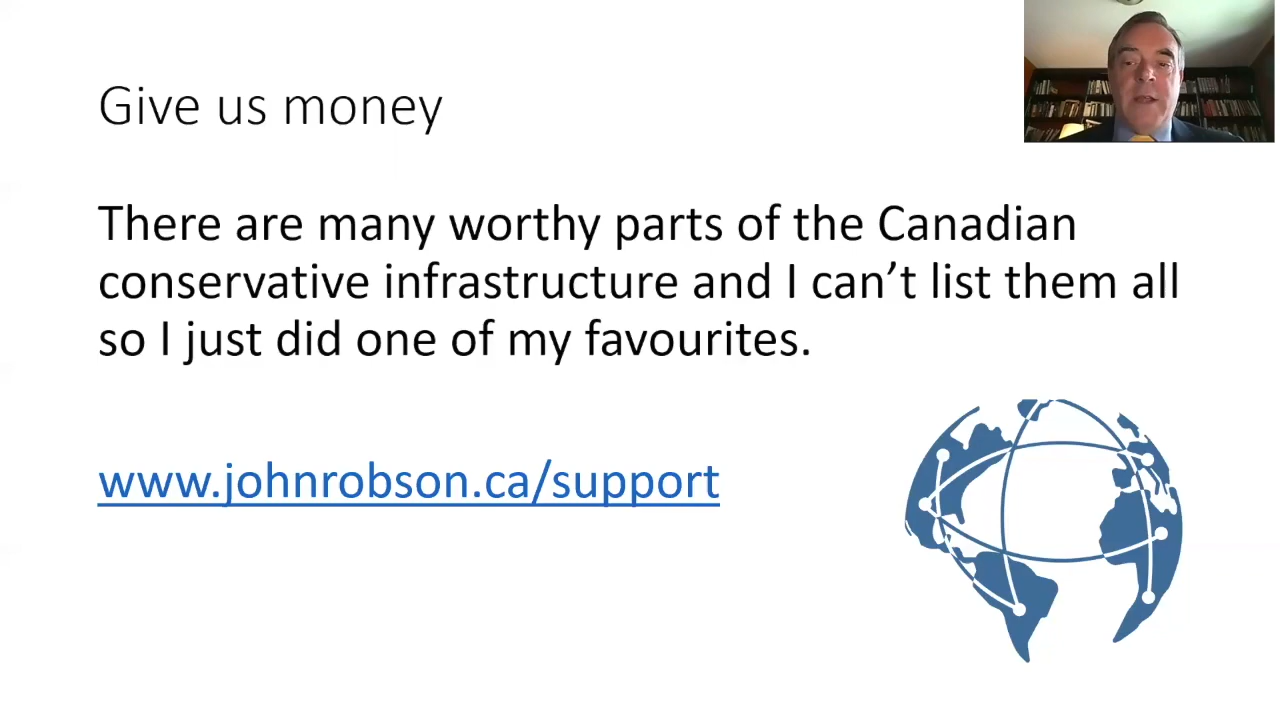 Give us money
There are many worthy parts of the Canadian
conservative infrastructure and I can’t list them all
so I just did one of my favourites.
www.johnrobson.ca/support